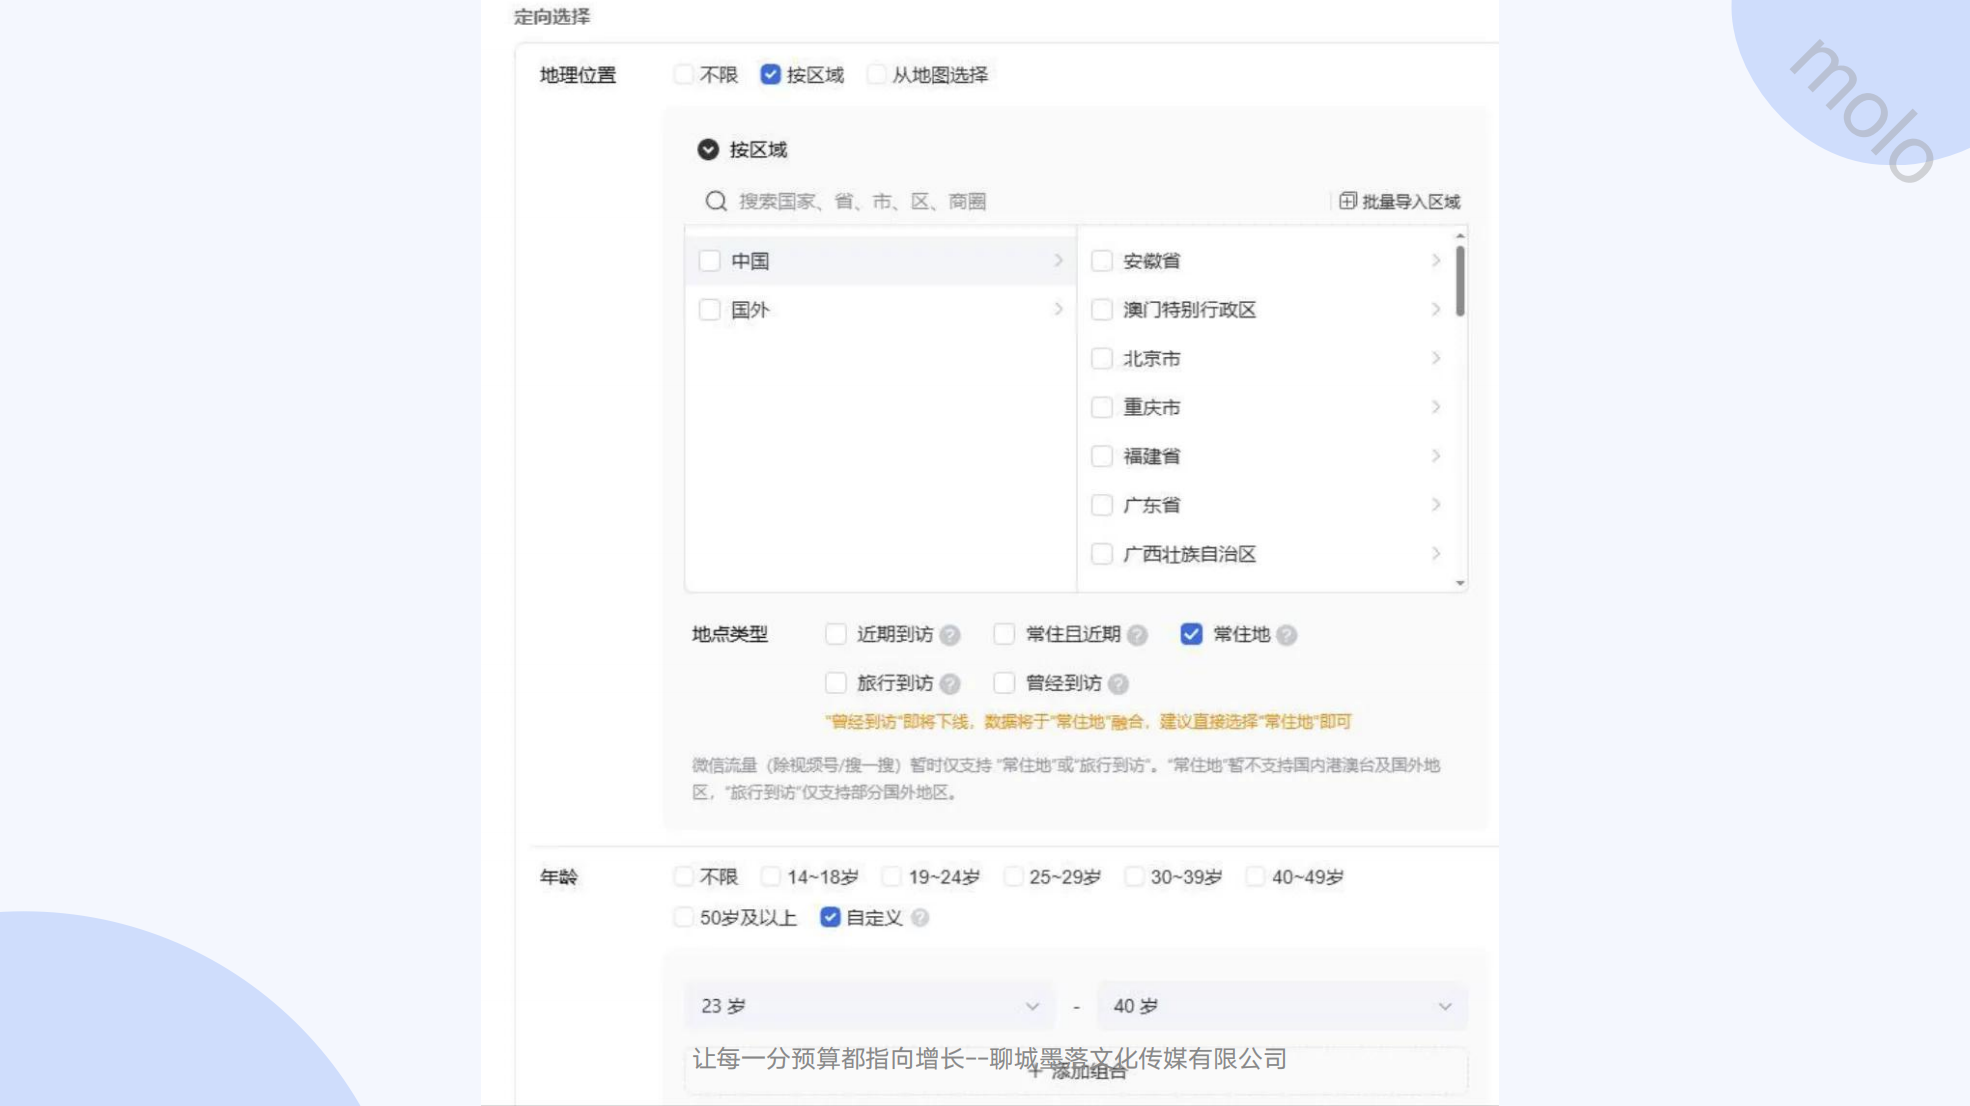 定向选择
地理位置 不限 按区域 从地图选择
按区域
搜索国家、省、市、区、商圈 批量导入区域
中国 安徽省
国外 澳门特别行政区
北京市
重庆市
福建省
广东省
广西壮族自治区
地点类型 近期到访 常住且近期 常住地
旅行到访 曾经到访
"曾经到访"即将下线，数据将于"常住地"融合，建议直接选择"常住地"即可
微信流量（除视频号/搜一搜）暂时仅支持 "常住地"或"旅行到访"。"常住地"暂不支持国内港澳台及国外地
区，"旅行到访"仅支持部分国外地区。
年龄 不限 14~18岁 19~24岁 25~29岁 30~39岁 40~49岁
50岁及以上 自定义
23 岁 - 40 岁
让每一分预算都指向增长--聊城墨落文化传媒有限公司
+ 添加组合
molo